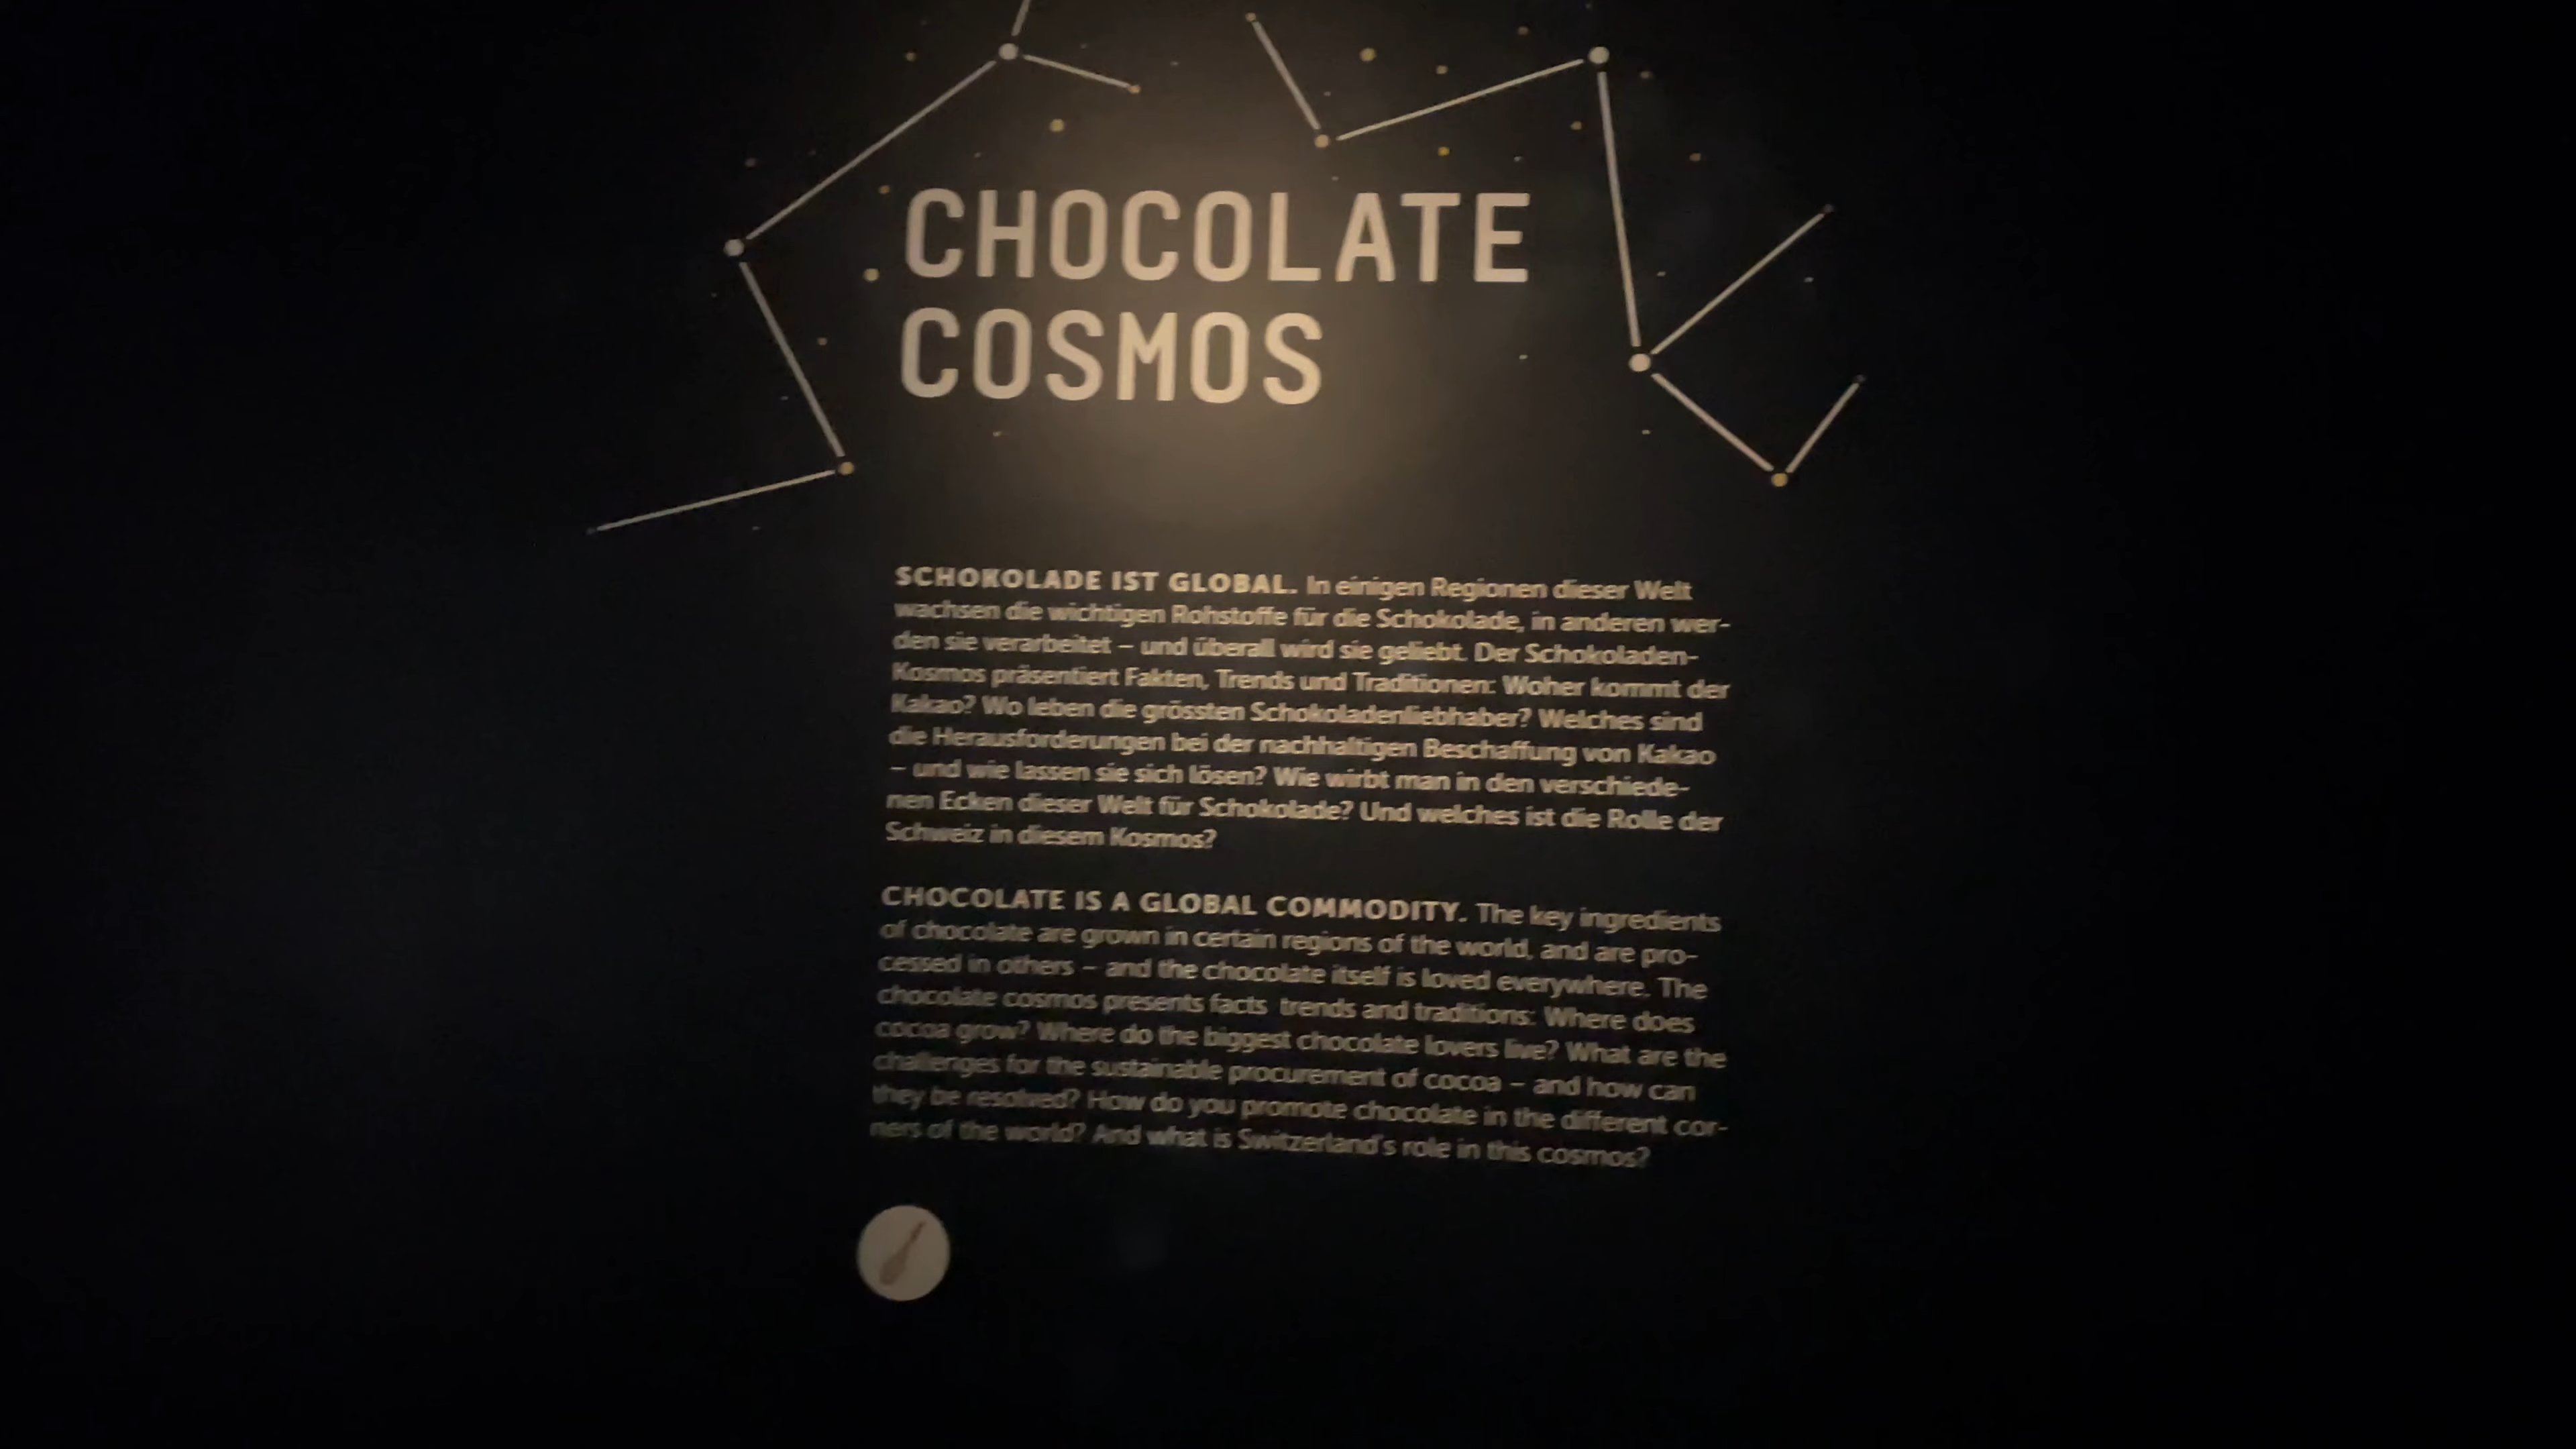 CHOCOLATE
COSMOS
SCHOKOLADE IST GLOBAL. In einigen Regionen dieser Welt
wachsen die wichtigen Rohstoffe für die Schokolade, in anderen wer-
den sie verarbeitet – und überall wird sie geliebt. Der Schokoladen-
Kosmos präsentiert Fakten, Trends und Traditionen: Woher kommt der
Kakao? Wo leben die grössten Schokoladenliebhaber? Welches sind
die Herausforderungen bei der nachhaltigen Beschaffung von Kakao
– und wie lassen sie sich lösen? Wie wirbt man in den verschiede-
nen Ecken dieser Welt für Schokolade? Und welches ist die Rolle der
Schweiz in diesem Kosmos?
CHOCOLATE IS A GLOBAL COMMODITY. The key ingredients
of chocolate are grown in certain regions of the world, and are pro-
cessed in others – and the chocolate itself is loved everywhere. The
chocolate cosmos presents facts trends and traditions: Where does
cocoa grow? Where do the biggest chocolate lovers live? What are the
challenges for the sustainable procurement of cocoa – and how can
they be resolved? How do you promote chocolate in the different cor-
ners of the world? And what is Switzerland's role in this cosmos?